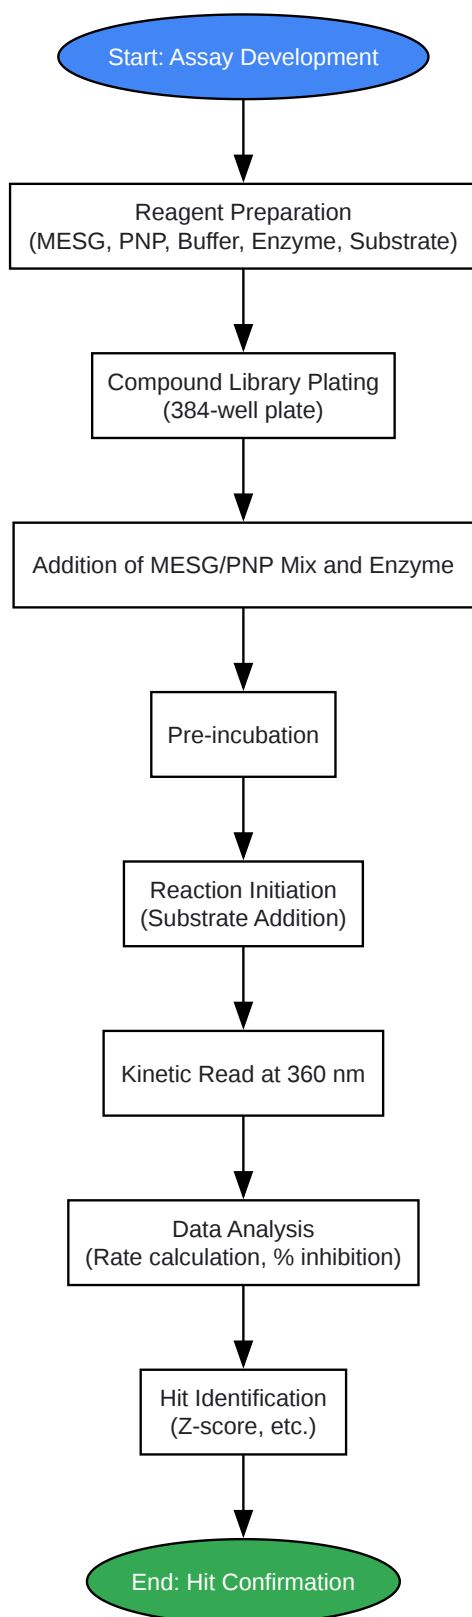 Start: Assay Development
Reagent Preparation
(MESG, PNP, Buffer, Enzyme, Substrate)
Compound Library Plating
(384-well plate)
Addition of MESG/PNP Mix and Enzyme
Pre-incubation
Reaction Initiation
(Substrate Addition)
Kinetic Read at 360 nm
Data Analysis
(Rate calculation, % inhibition)
Hit Identification
(Z-score, etc.)
End: Hit Confirmation